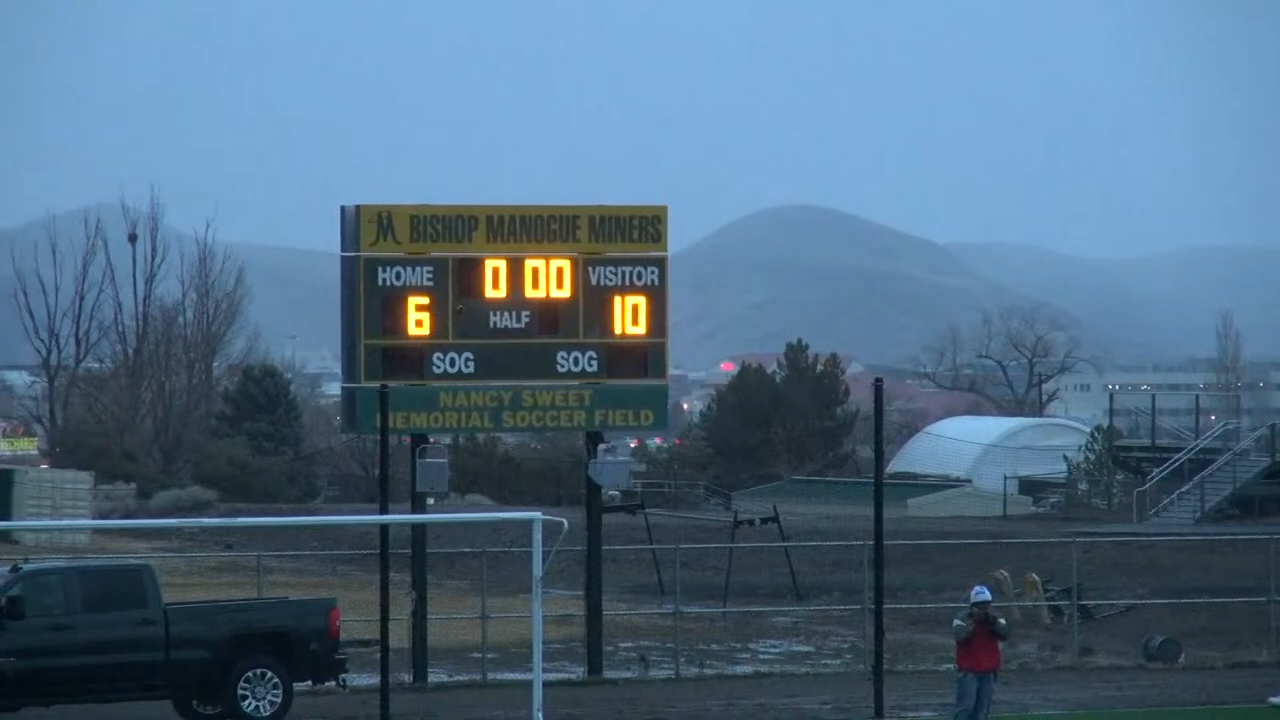 M BISHOP MANOGUE MINERS
HOME 0 00 VISITOR
6 HALF 10
SOG SOG
NANCY SWEET
MEMORIAL SOCCER FIELD